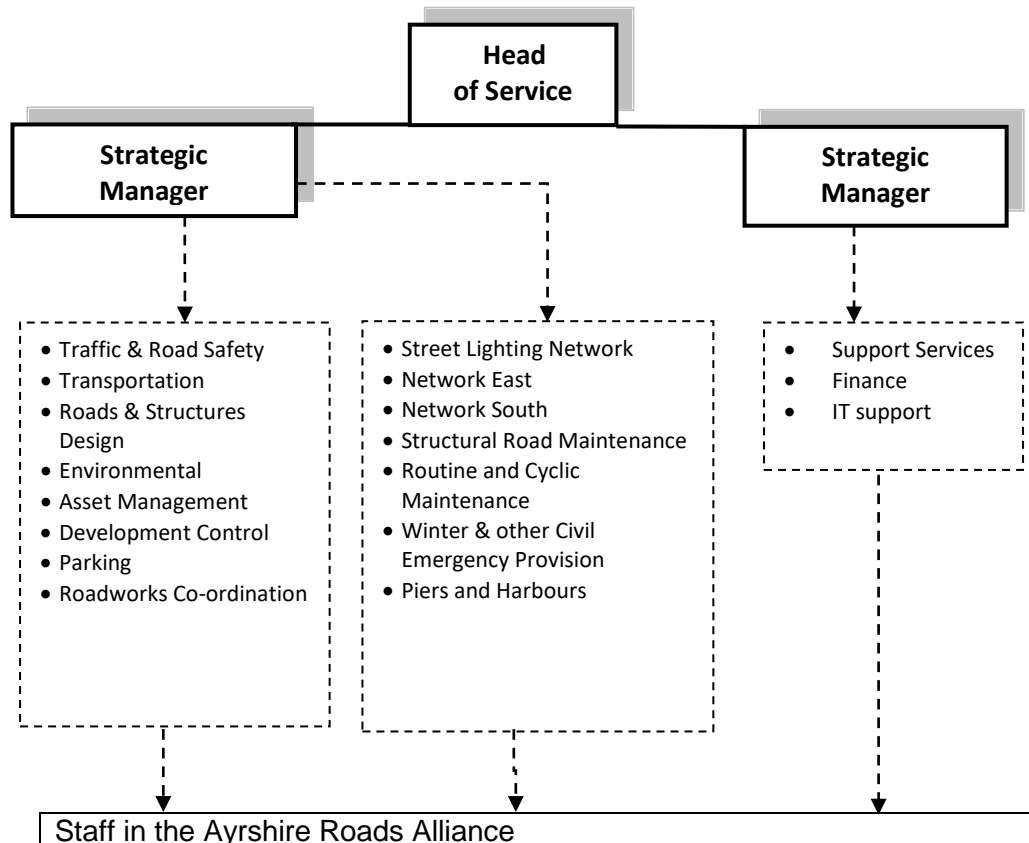 Head
of Service
Strategic
Manager
Strategic
Manager
• Traffic & Road Safety
• Transportation
• Roads & Structures
Design
• Environmental
• Asset Management
• Development Control
• Parking
• Roadworks Co-ordination
• Street Lighting Network
• Network East
• Network South
• Structural Road Maintenance
• Routine and Cyclic
Maintenance
• Winter & other Civil
Emergency Provision
• Piers and Harbours
• Support Services
• Finance
• IT support
Staff in the Ayrshire Roads Alliance